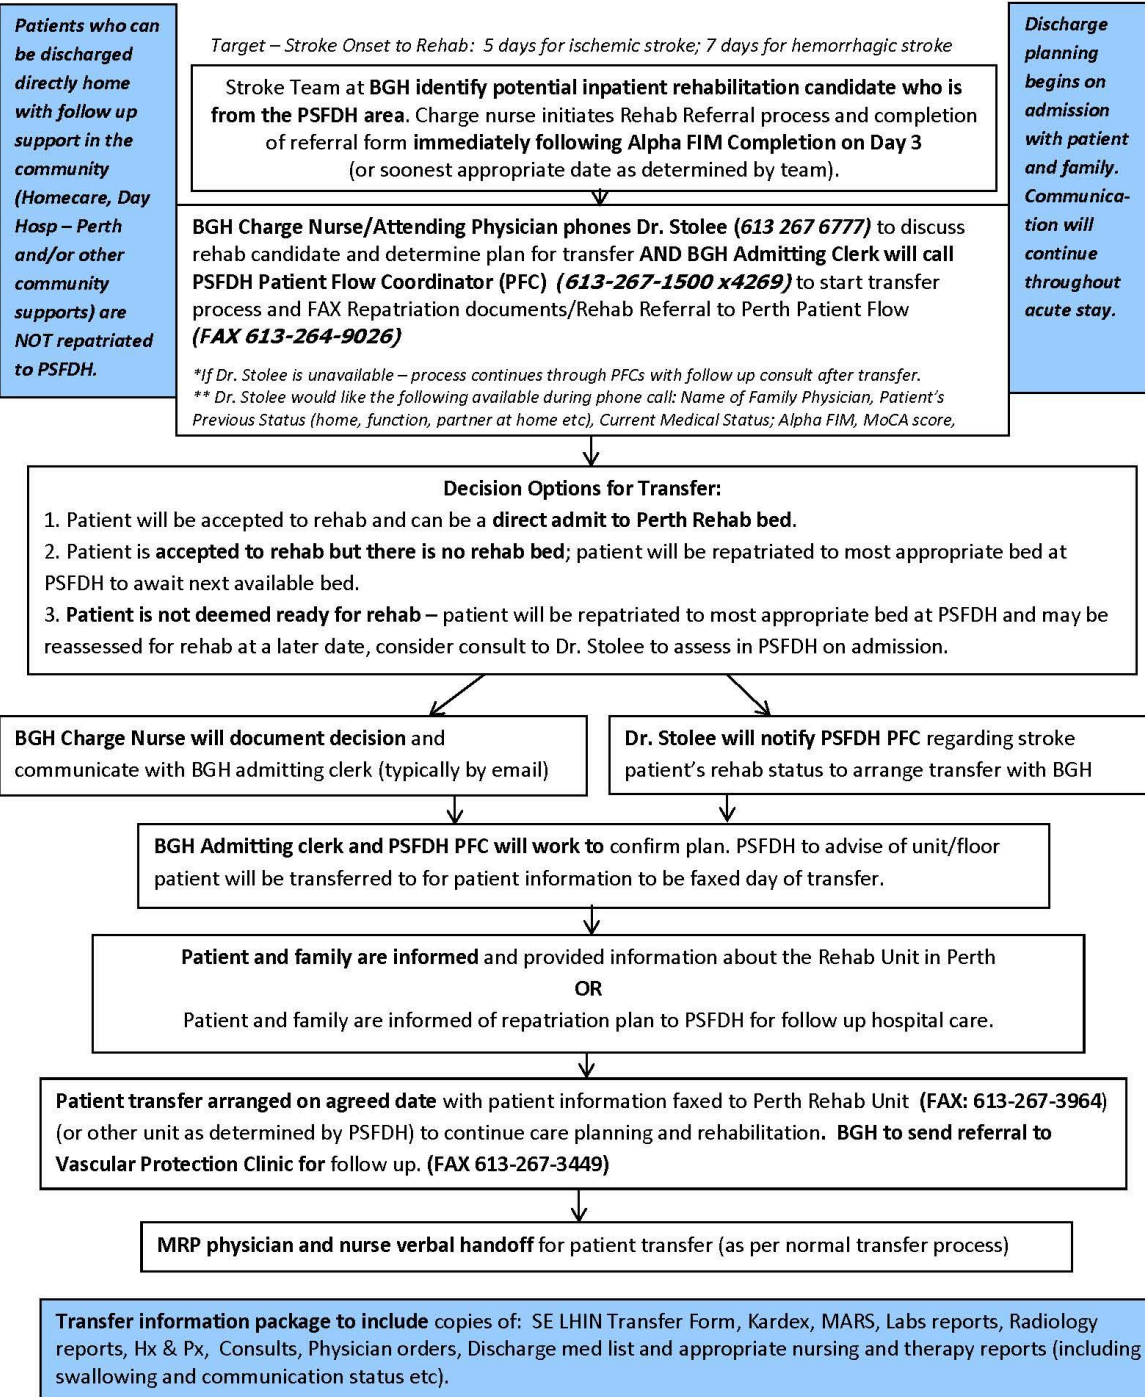 Patients who can
be discharged
directly home
with follow up
support in the
community
(Homecare, Day
Hosp – Perth
and/or other
community
supports) are
NOT repatriated
to PSFDH.
Target – Stroke Onset to Rehab:  5 days for ischemic stroke; 7 days for hemorrhagic stroke
Stroke Team at BGH identify potential inpatient rehabilitation candidate who is
from the PSFDH area. Charge nurse initiates Rehab Referral process and completion
of referral form immediately following Alpha FIM Completion on Day 3
(or soonest appropriate date as determined by team).
Discharge
planning
begins on
admission
with patient
and family.
Communica-
tion will
continue
throughout
acute stay.
BGH Charge Nurse/Attending Physician phones Dr. Stolee (613 267 6777) to discuss
rehab candidate and determine plan for transfer AND BGH Admitting Clerk will call
PSFDH Patient Flow Coordinator (PFC)  (613-267-1500 x4269) to start transfer
process and FAX Repatriation documents/Rehab Referral to Perth Patient Flow
(FAX 613-264-9026)
*If Dr. Stolee is unavailable – process continues through PFCs with follow up consult after transfer.
** Dr. Stolee would like the following available during phone call: Name of Family Physician, Patient's
Previous Status (home, function, partner at home etc), Current Medical Status; Alpha FIM, MoCA score,
Decision Options for Transfer:
1. Patient will be accepted to rehab and can be a direct admit to Perth Rehab bed.
2. Patient is accepted to rehab but there is no rehab bed; patient will be repatriated to most appropriate bed at
PSFDH to await next available bed.
3. Patient is not deemed ready for rehab – patient will be repatriated to most appropriate bed at PSFDH and may be
reassessed for rehab at a later date, consider consult to Dr. Stolee to assess in PSFDH on admission.
BGH Charge Nurse will document decision and
communicate with BGH admitting clerk (typically by email)
Dr. Stolee will notify PSFDH PFC regarding stroke
patient's rehab status to arrange transfer with BGH
BGH Admitting clerk and PSFDH PFC will work to confirm plan. PSFDH to advise of unit/floor
patient will be transferred to for patient information to be faxed day of transfer.
Patient and family are informed and provided information about the Rehab Unit in Perth
OR
Patient and family are informed of repatriation plan to PSFDH for follow up hospital care.
Patient transfer arranged on agreed date with patient information faxed to Perth Rehab Unit  (FAX: 613-267-3964)
(or other unit as determined by PSFDH) to continue care planning and rehabilitation.  BGH to send referral to
Vascular Protection Clinic for follow up. (FAX 613-267-3449)
MRP physician and nurse verbal handoff for patient transfer (as per normal transfer process)
Transfer information package to include copies of:  SE LHIN Transfer Form, Kardex, MARS, Labs reports, Radiology
reports, Hx & Px,  Consults, Physician orders, Discharge med list and appropriate nursing and therapy reports (including
swallowing and communication status etc).